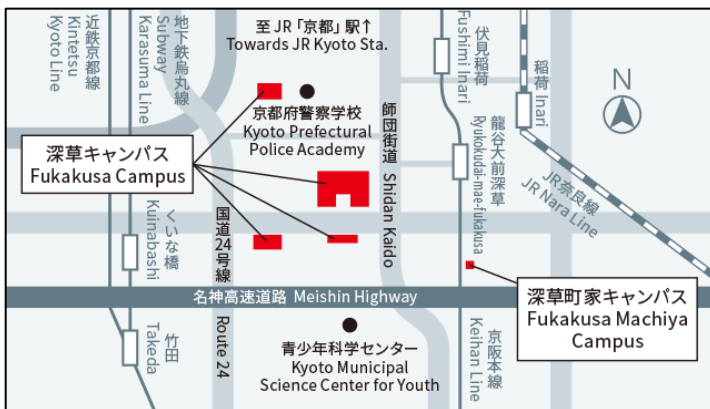 近鉄京都線
Kintetsu
Kyoto Line
地下鉄烏丸線
Subway
Karasuma Line
至JR「京都」駅↑
Towards JR Kyoto Sta.
伏見稲荷
Fushimi Inari
稲荷 Inari
N
京都府警察学校
Kyoto Prefectural
Police Academy
師団街道 Shidan Kaido
龍谷大前深草
Ryukokudai-mae-fukakusa
JR奈良線
JR Nara Line
深草キャンパス
Fukakusa Campus
くいな橋
Kuinabashi
国道24号線
Route 24
名神高速道路 Meishin Highway
深草町家キャンパス
Fukakusa Machiya
Campus
竹田
Takeda
青少年科学センター
Kyoto Municipal
Science Center for Youth
京阪本線
Keihan Line